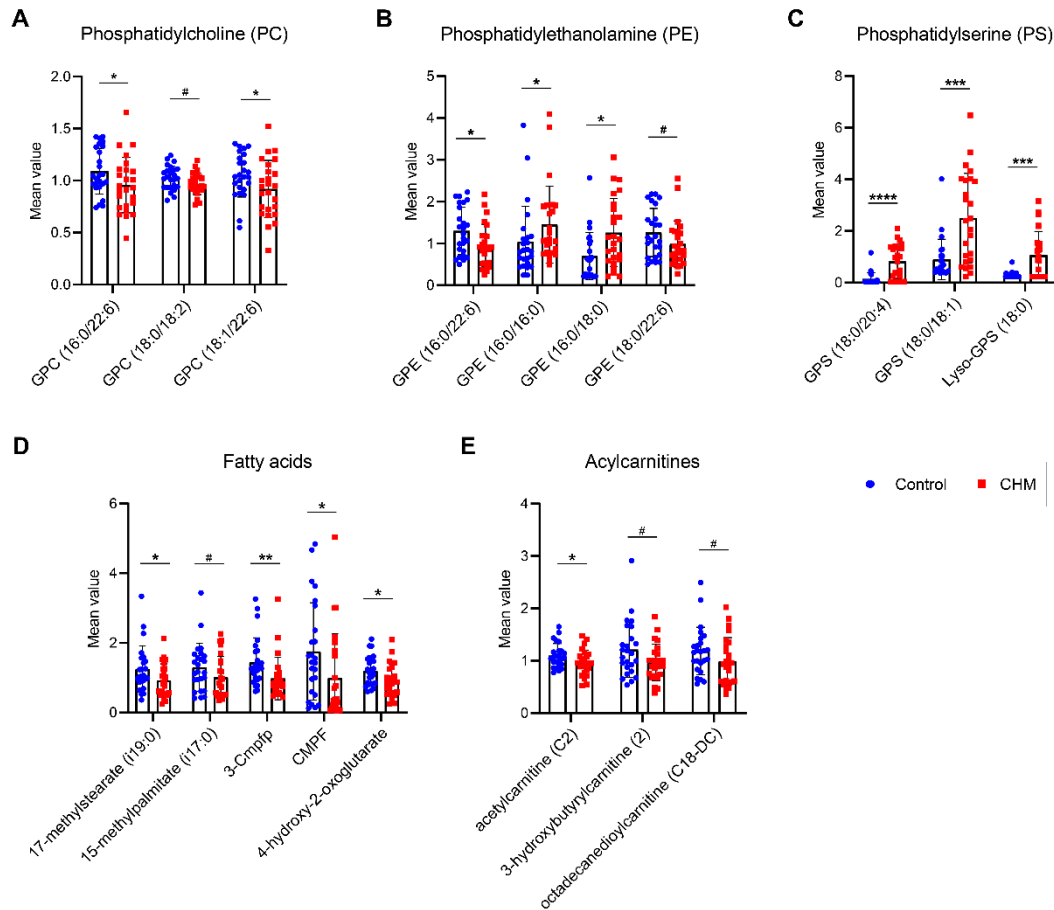 A
Phosphatidylcholine (PC)
Mean value
2.0
1.5
1.0
0.5
0.0
*
#
*
GPC (16:0/22:6)
GPC (18:0/18:2)
GPC (18:1/22:6)
B
Phosphatidylethanolamine (PE)
Mean value
5
4
3
2
1
0
*
*
*
#
GPE (16:0/22:6)
GPE (16:0/16:0)
GPE (16:0/18:0)
GPE (18:0/22:6)
C
Phosphatidylserine (PS)
Mean value
8
6
4
2
0
****
***
***
GPS (18:0/20:4)
GPS (18:0/18:1)
Lyso-GPS (18:0)
D
Fatty acids
Mean value
6
4
2
0
*
#
**
*
*
17-methylstearate (i19:0)
15-methylpalmitate (i17:0)
3-Cmpfp
CMPF
4-hydroxy-2-oxoglutarate
E
Acylcarnitines
Mean value
4
3
2
1
0
*
#
#
acetylcarnitine (C2)
3-hydroxybutyrylcarnitine (2)
octadecanedioylcarnitine (C18-DC)
Control
CHM